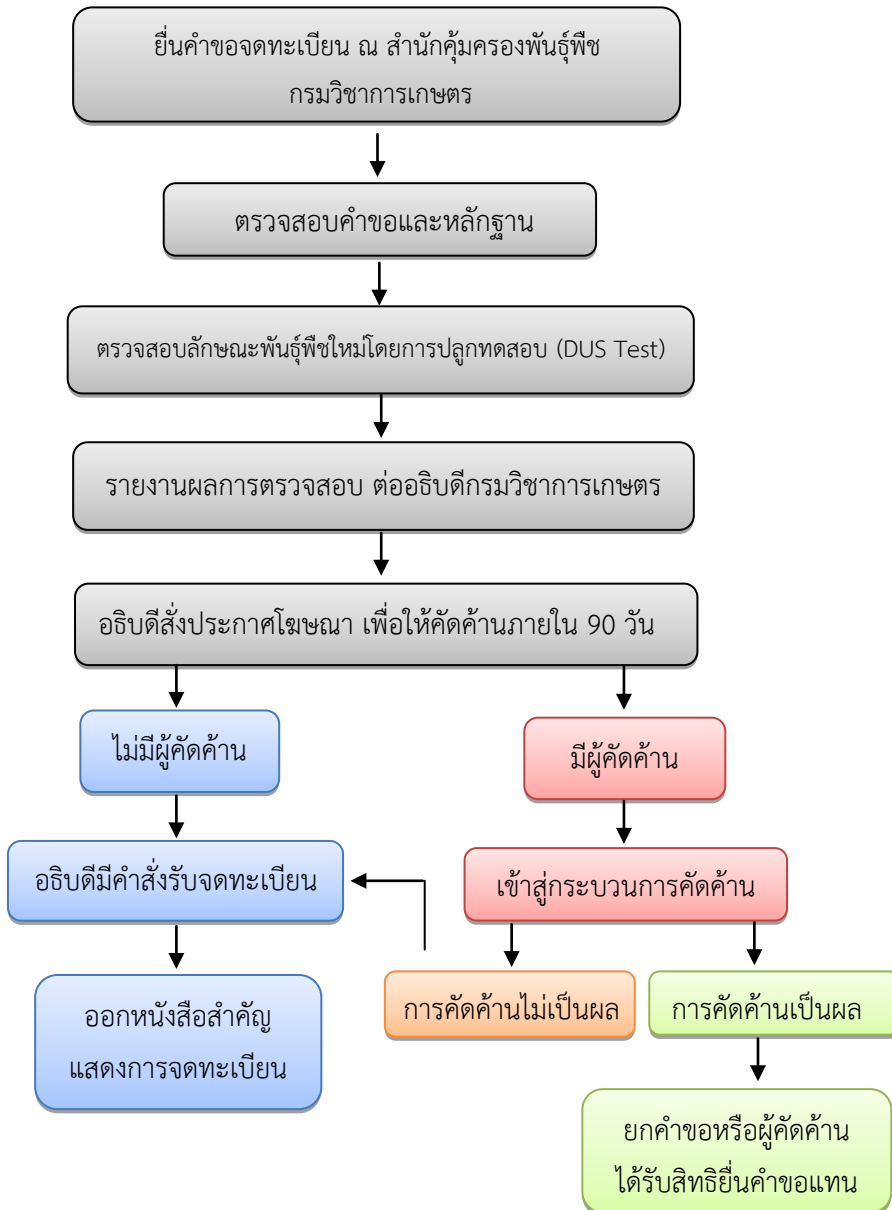 ยื่นคำขอจดทะเบียน ณ สำนักคุ้มครองพันธุ์พืช
กรมวิชาการเกษตร
ตรวจสอบคำขอและหลักฐาน
ตรวจสอบลักษณะพันธุ์พืชใหม่โดยการปลูกทดสอบ (DUS Test)
รายงานผลการตรวจสอบ ต่ออธิบดีกรมวิชาการเกษตร
อธิบดีสั่งประกาศโฆษณา เพื่อให้คัดค้านภายใน 90 วัน
ไม่มีผู้คัดค้าน
มีผู้คัดค้าน
อธิบดีมีคำสั่งรับจดทะเบียน
เข้าสู่กระบวนการคัดค้าน
ออกหนังสือสำคัญ
แสดงการจดทะเบียน
การคัดค้านไม่เป็นผล
การคัดค้านเป็นผล
ยกคำขอหรือผู้คัดค้าน
ได้รับสิทธิยื่นคำขอแทน